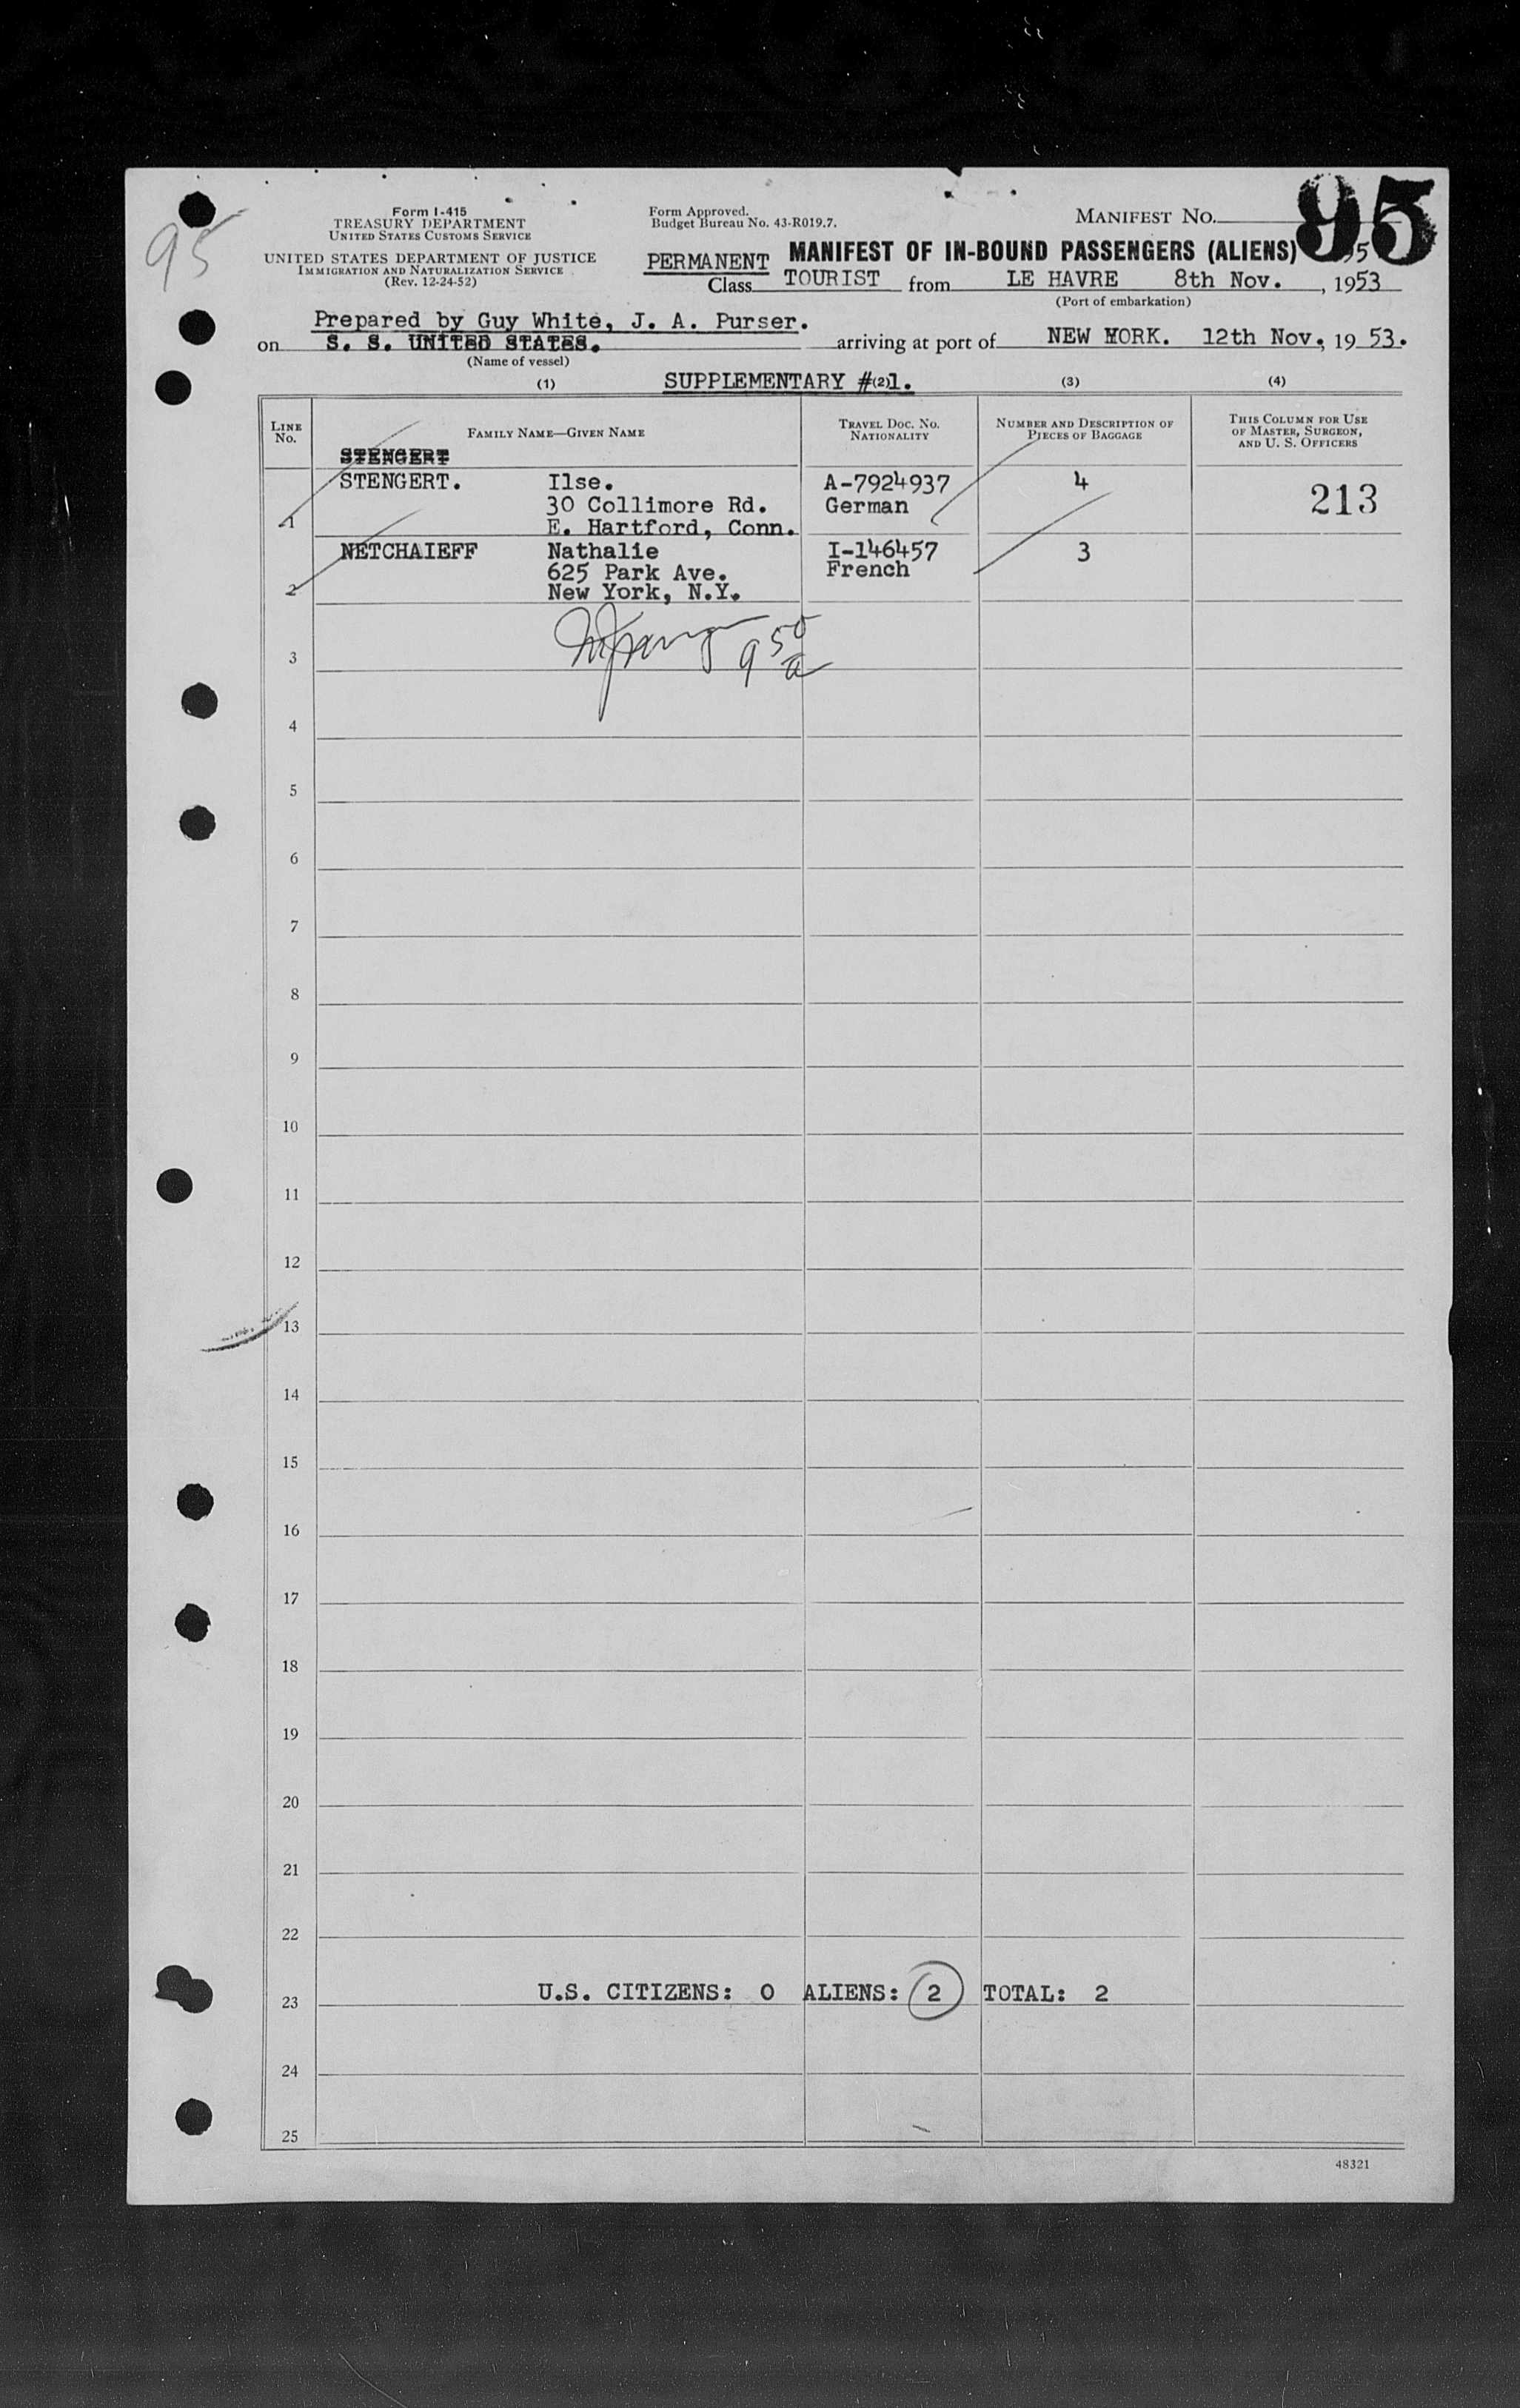 95
Form I-415
TREASURY DEPARTMENT
UNITED STATES CUSTOMS SERVICE
UNITED STATES DEPARTMENT OF JUSTICE
IMMIGRATION AND NATURALIZATION SERVICE
(Rev. 12-24-52)
Form Approved.
Budget Bureau No. 43-R019.7.
MANIFEST NO. 95
PERMANENT MANIFEST OF IN-BOUND PASSENGERS (ALIENS)
Class TOURIST from LE HAVRE 8th Nov. , 1953
(Port of embarkation)
Prepared by Guy White, J. A. Purser.
on S. S. UNITED STATES. arriving at port of NEW YORK. 12th Nov., 19 53.
(Name of vessel)
(1) SUPPLEMENTARY #(2)1. (3) (4)
LINE NO. FAMILY NAME—GIVEN NAME TRAVEL DOC. NO. NATIONALITY NUMBER AND DESCRIPTION OF PIECES OF BAGGAGE THIS COLUMN FOR USE OF MASTER, SURGEON, AND U. S. OFFICERS
STENGERT
STENGERT. Ilse. A-7924937 4 213
30 Collimore Rd. German
1 E. Hartford, Conn.
NETCHAIEFF Nathalie I-146457 3
625 Park Ave. French
2 New York, N.Y.
9 50 a
3
4
5
6
7
8
9
10
11
12
13
14
15
16
17
18
19
20
21
22
23 U.S. CITIZENS: 0 ALIENS: 2 TOTAL: 2
24
25
48321